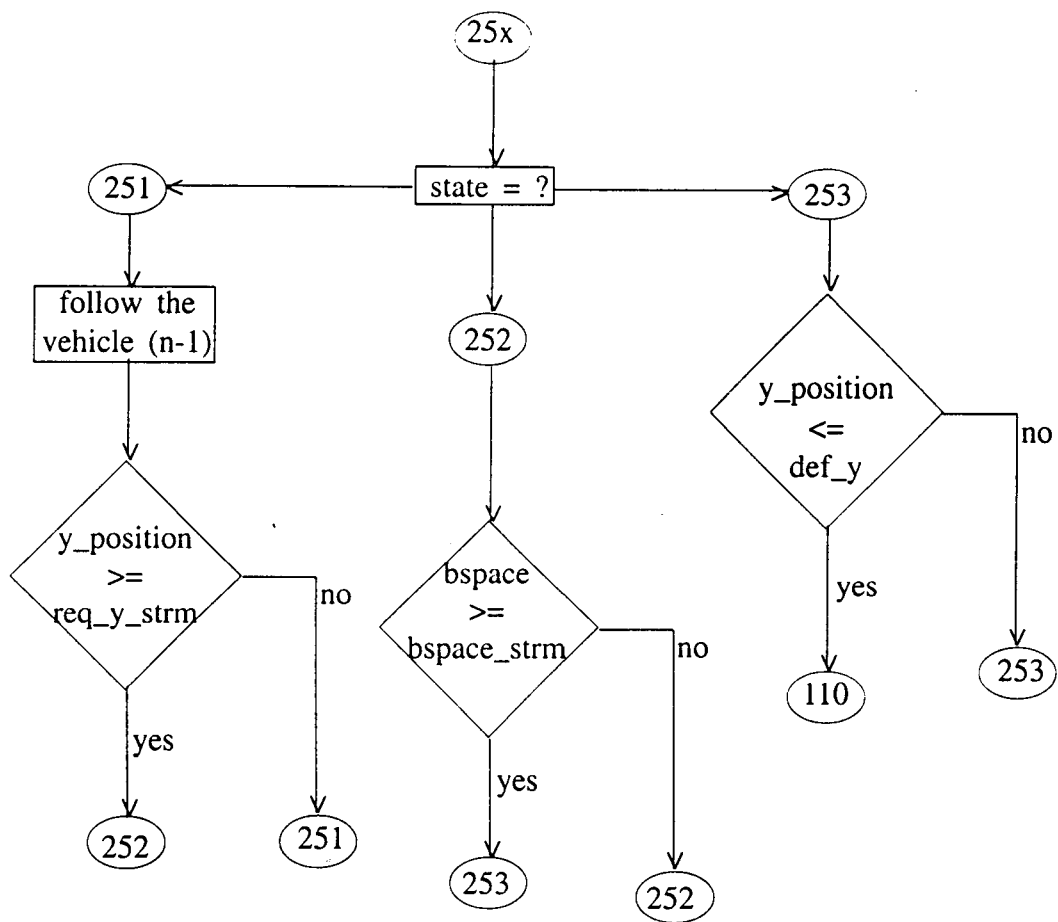 25x
state = ?
251
follow the
vehicle (n-1)
y_position
>=
req_y_strm
no
yes
252
251
252
bspace
>=
bspace_strm
no
yes
253
252
253
y_position
<=
def_y
no
yes
110
253